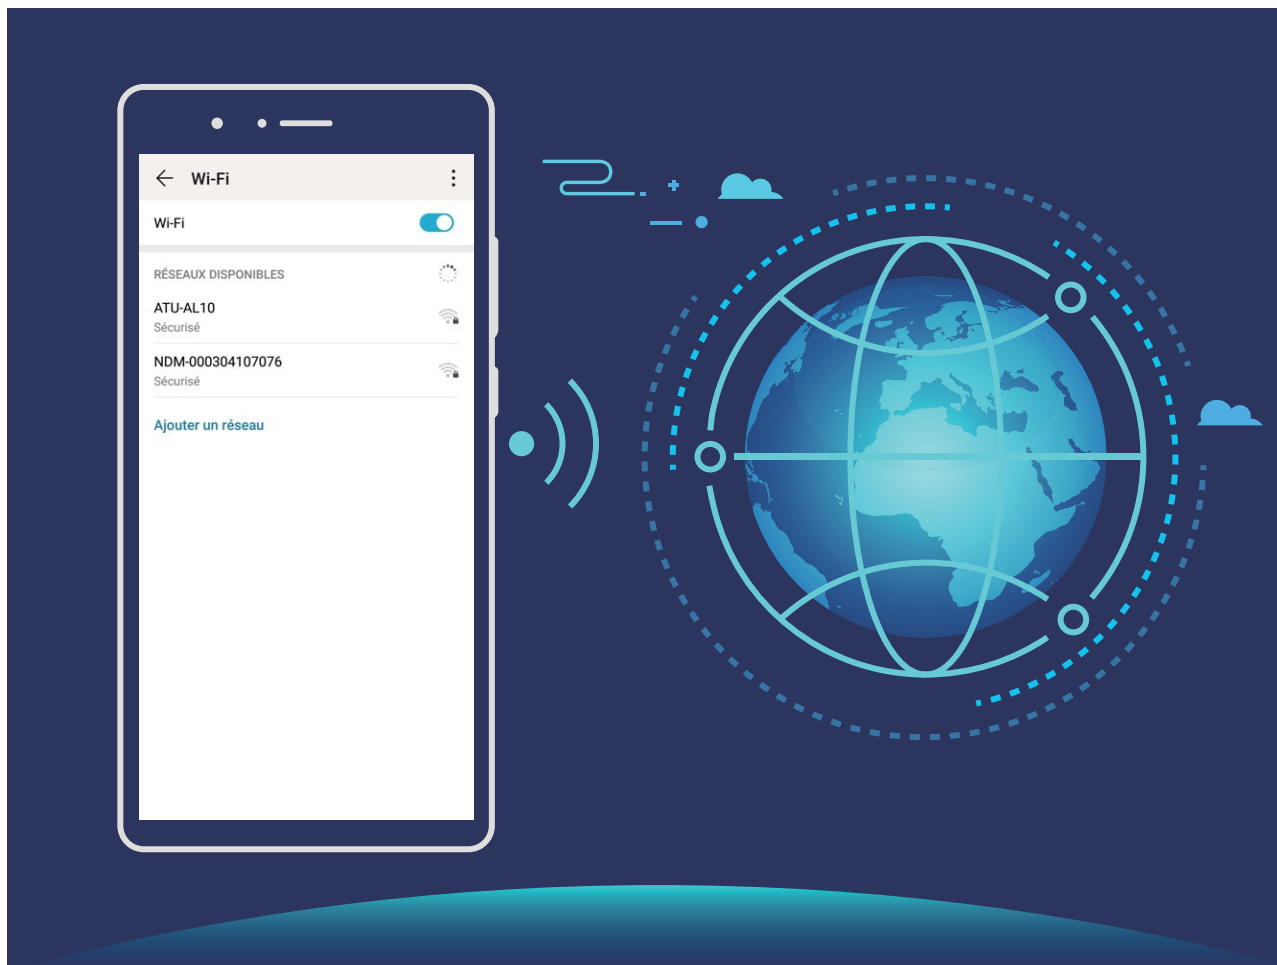 Wi-Fi
Wi-Fi
RÉSEAUX DISPONIBLES
ATU-AL10
Sécurisé
NDM-000304107076
Sécurisé
Ajouter un réseau